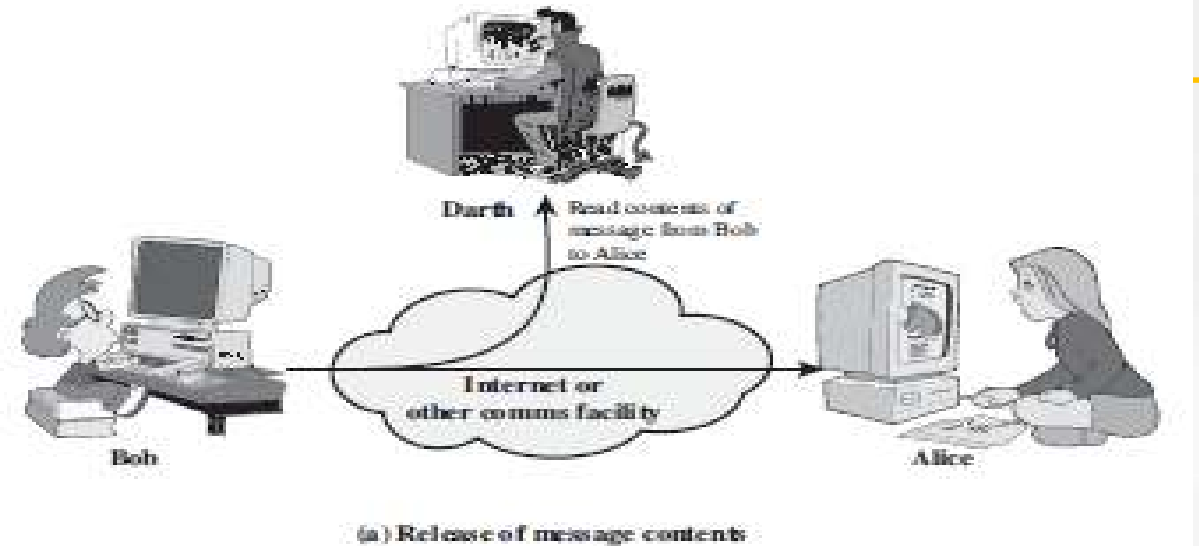 Darth
Read contents of
message from Bob
to Alice
Internet or
other comms facility
Bob
Alice
(a) Release of message contents